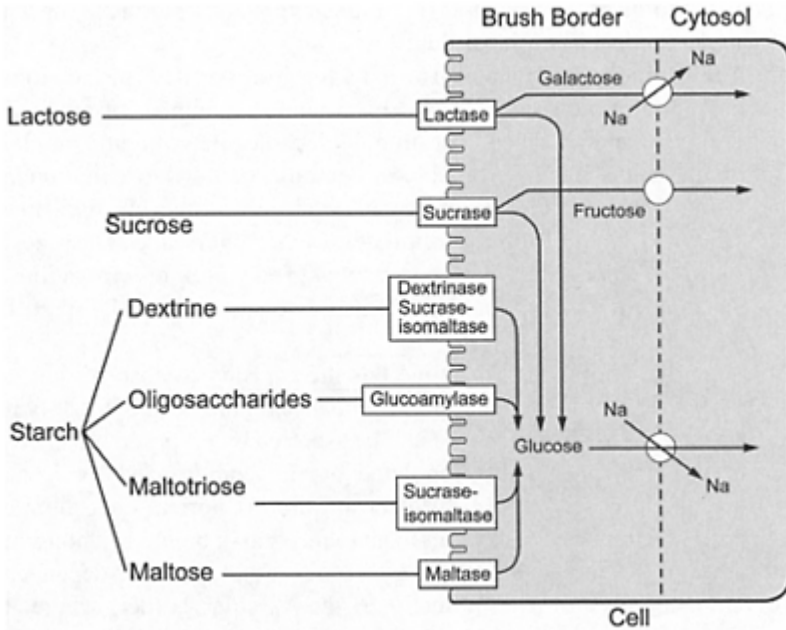 Brush Border Cytosol
Na
Galactose
Lactose Lactase Na
Sucrose Sucrase Fructose
Dextrine Dextrinase
Sucrase-
isomaltase
Oligosaccharides Glucoamylase
Na
Starch Glucose
Na
Maltotriose Sucrase-
isomaltase
Maltose Maltase
Cell